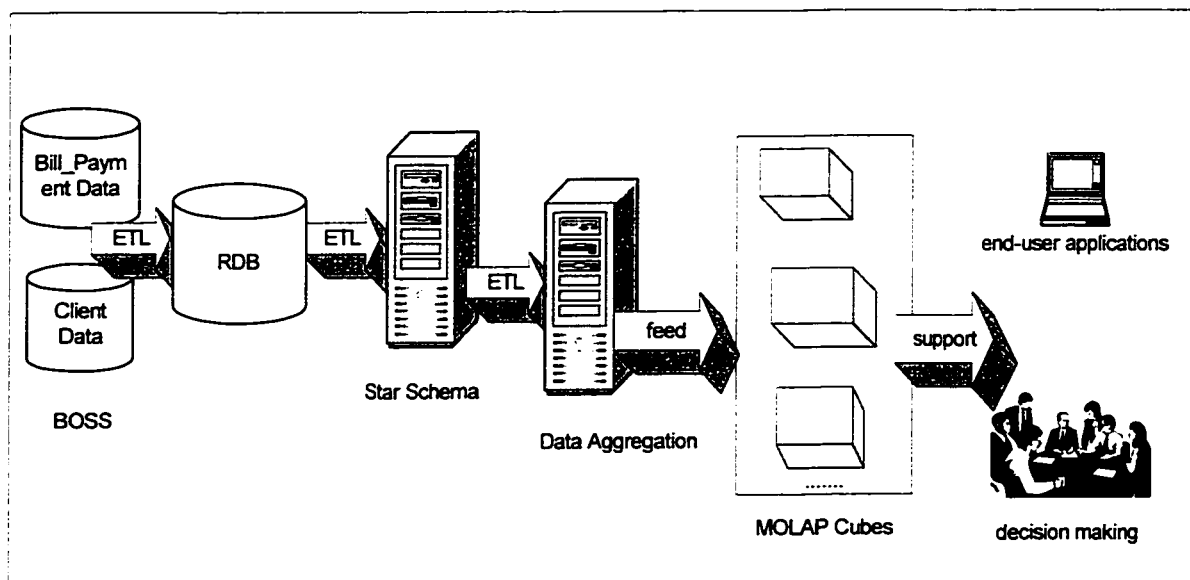 Bill_Paym
ent Data
ETL
RDB
ETL
Client
Data
BOSS
Star Schema
ETL
Data Aggregation
feed
MOLAP Cubes
.......
support
end-user applications
decision making